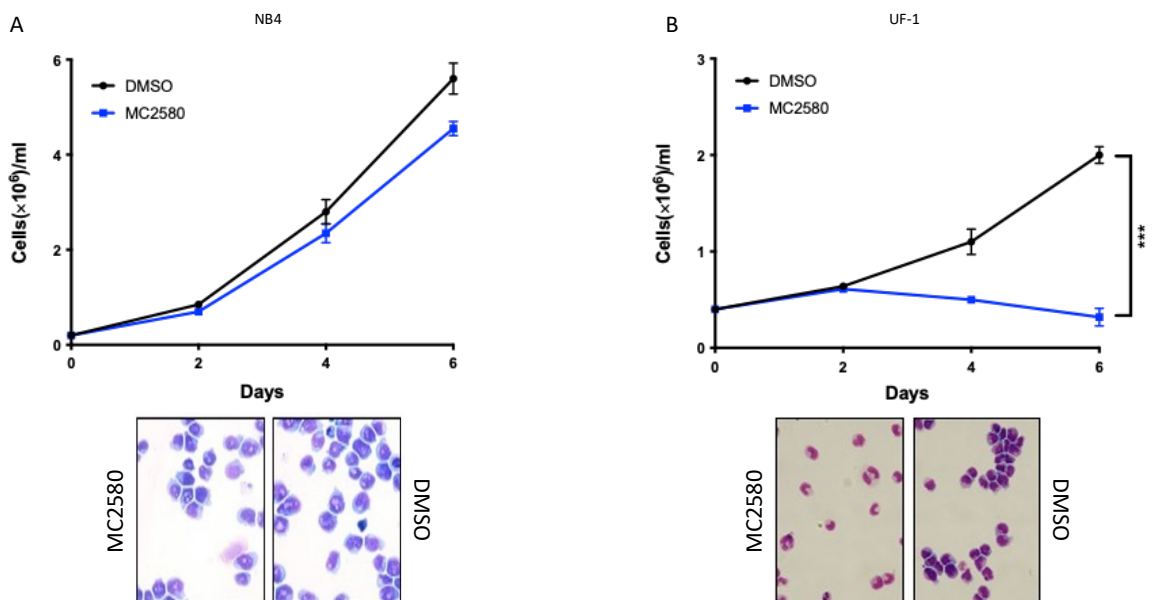 A
NB4
6
4
2
0
0
2
4
6
DMSO
MC2580
Cells(×10⁶)/ml
Days
MC2580
DMSO
B
UF-1
3
2
1
0
0
2
4
6
DMSO
MC2580
Cells(×10⁶)/ml
Days
***
MC2580
DMSO